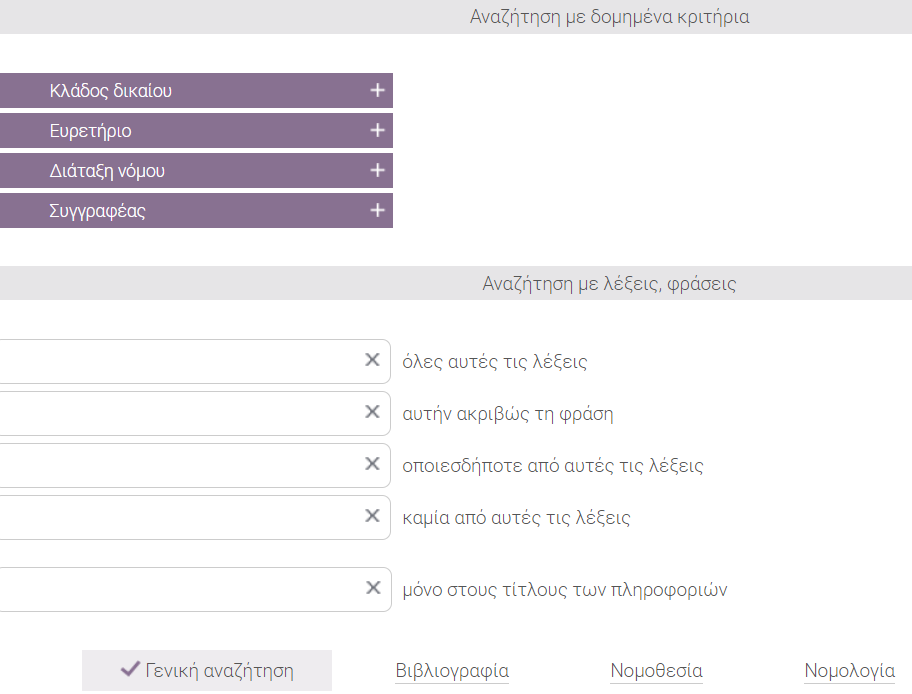 Αναζήτηση με δομημένα κριτήρια
Κλάδος δικαίου
Ευρετήριο
Διάταξη νόμου
Συγγραφέας
Αναζήτηση με λέξεις, φράσεις
όλες αυτές τις λέξεις
αυτήν ακριβώς τη φράση
οποιεσδήποτε από αυτές τις λέξεις
καμία από αυτές τις λέξεις
μόνο στους τίτλους των πληροφοριών
Γενική αναζήτηση Βιβλιογραφία Νομοθεσία Νομολογία